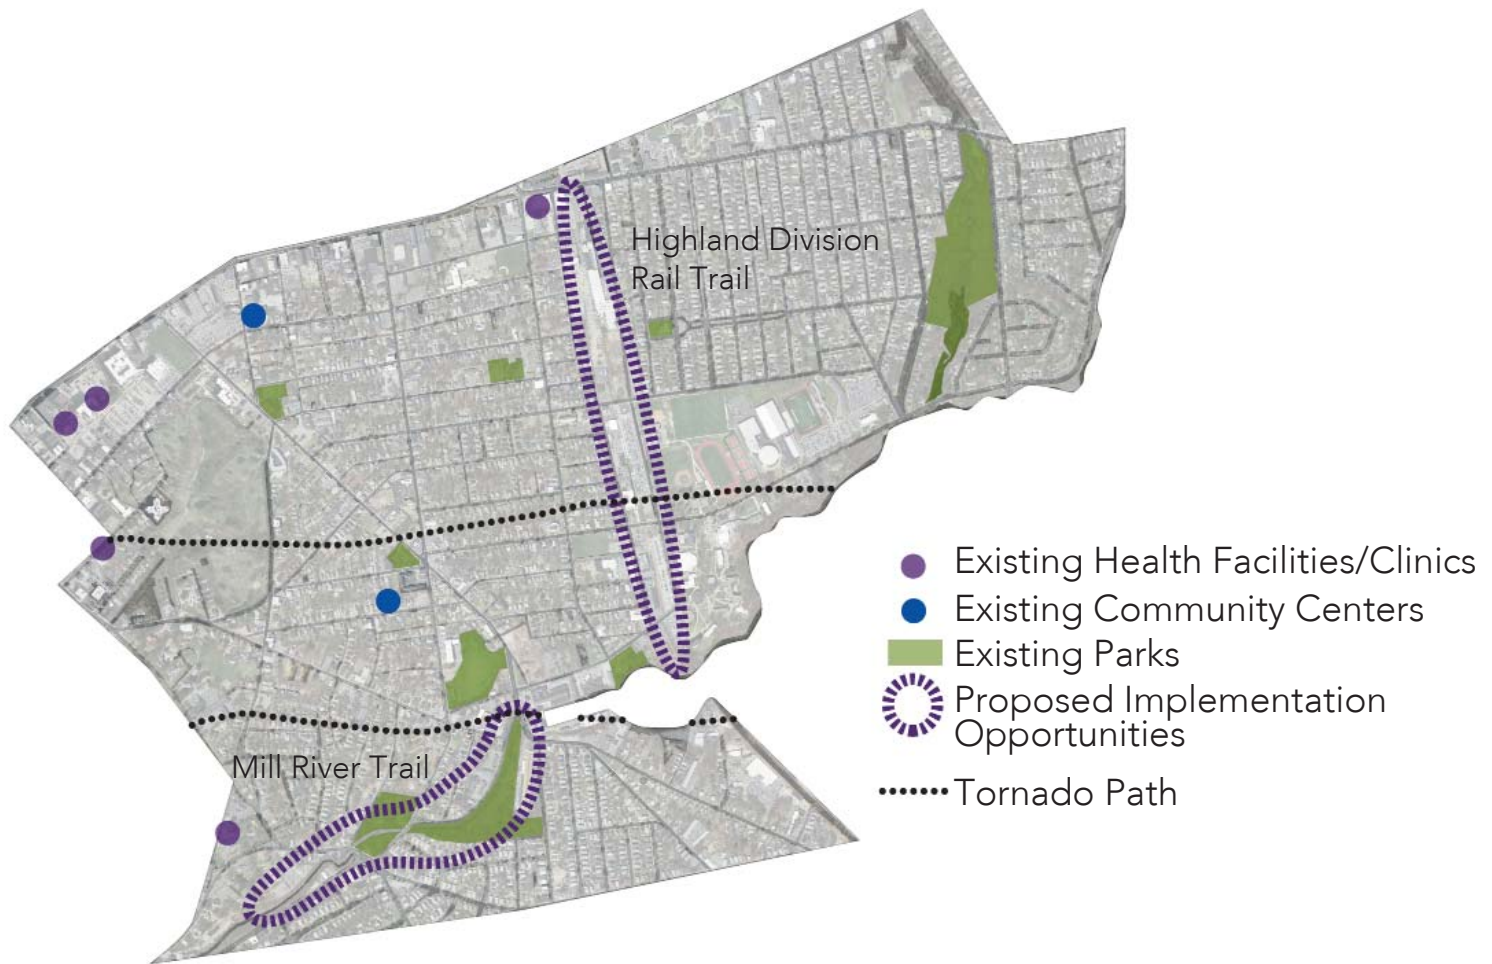 Highland Division
Rail Trail
Mill River Trail
Existing Health Facilities/Clinics
Existing Community Centers
Existing Parks
Proposed Implementation
Opportunities
Tornado Path